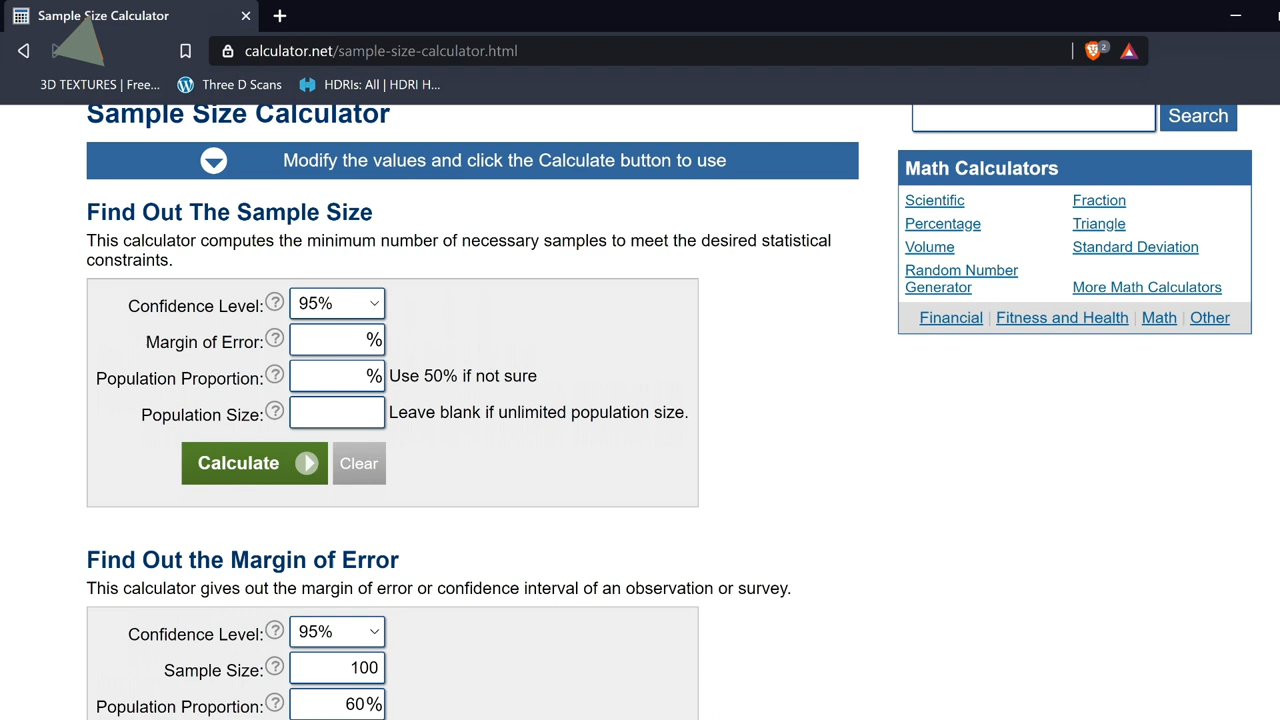 Sample Size Calculator
calculator.net/sample-size-calculator.html
2
3D TEXTURES | Free...
Three D Scans
HDRIs: All | HDRI H...
Sample Size Calculator
Search
Modify the values and click the Calculate button to use
Math Calculators
Scientific
Fraction
Percentage
Triangle
Volume
Standard Deviation
Random Number
Generator
More Math Calculators
Financial | Fitness and Health | Math | Other
Find Out The Sample Size
This calculator computes the minimum number of necessary samples to meet the desired statistical
constraints.
Confidence Level: ? 95%
Margin of Error: ? %
Population Proportion: ? % Use 50% if not sure
Population Size: ? Leave blank if unlimited population size.
Calculate
Clear
Find Out the Margin of Error
This calculator gives out the margin of error or confidence interval of an observation or survey.
Confidence Level: ? 95%
Sample Size: ? 100
Population Proportion: ? 60%